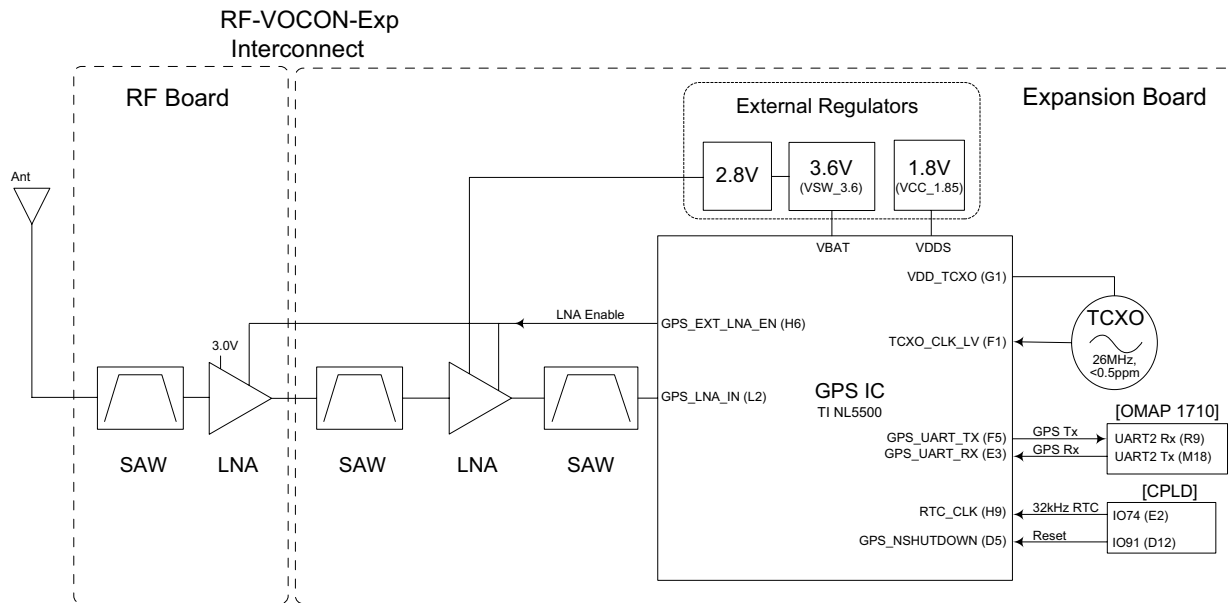 RF-VOCON-Exp
Interconnect
RF Board
External Regulators
Expansion Board
2.8V
3.6V
(VSW_3.6)
1.8V
(VCC_1.85)
Ant
VBAT
VDDS
VDD_TCXO (G1)
LNA Enable
GPS_EXT_LNA_EN (H6)
TCXO_CLK_LV (F1)
TCXO
26MHz,
<0.5ppm
3.0V
GPS_LNA_IN (L2)
GPS IC
TI NL5500
SAW
LNA
SAW
LNA
SAW
[OMAP 1710]
GPS_UART_TX (F5)
GPS Tx
UART2 Rx (R9)
GPS_UART_RX (E3)
GPS Rx
UART2 Tx (M18)
[CPLD]
RTC_CLK (H9)
32kHz RTC
IO74 (E2)
GPS_NSHUTDOWN (D5)
Reset
IO91 (D12)